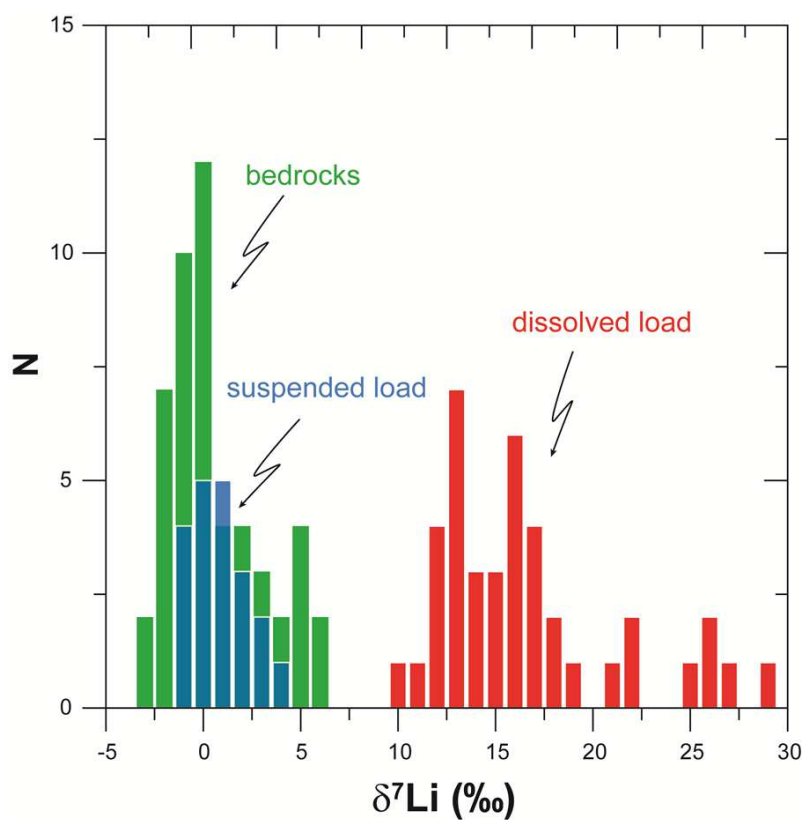 15
bedrocks
10
dissolved load
N
suspended load
5
0
-5 0 5 10 15 20 25 30
δ⁷Li (‰)